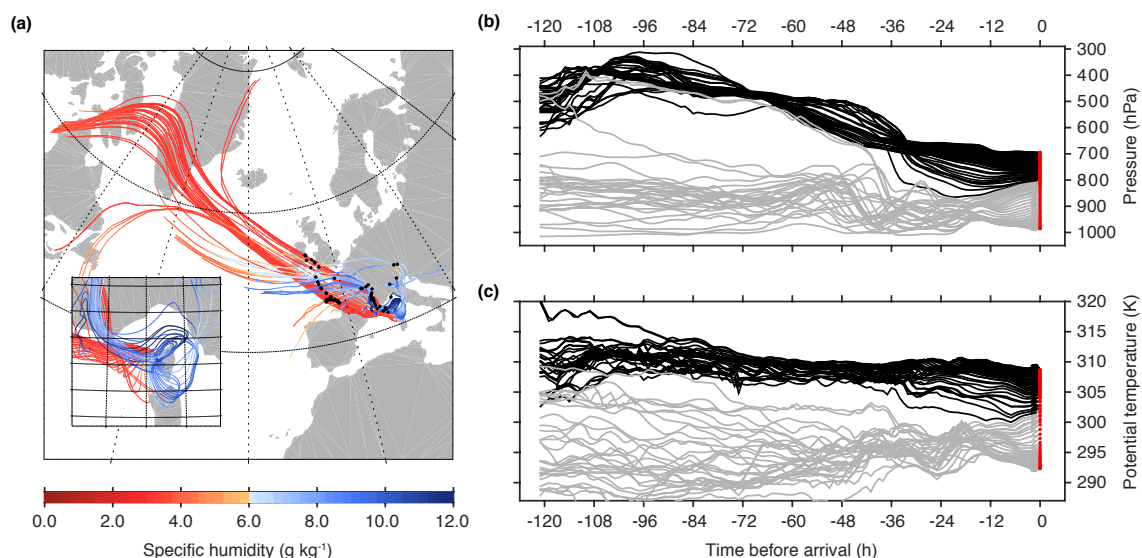 (a)
0.0 2.0 4.0 6.0 8.0 10.0 12.0
Specific humidity (g kg⁻¹)
(b)
-120 -108 -96 -84 -72 -60 -48 -36 -24 -12 0
300
400
500
600
700
800
900
1000
Pressure (hPa)
(c)
320
315
310
305
300
295
290
Potential temperature (K)
-120 -108 -96 -84 -72 -60 -48 -36 -24 -12 0
Time before arrival (h)